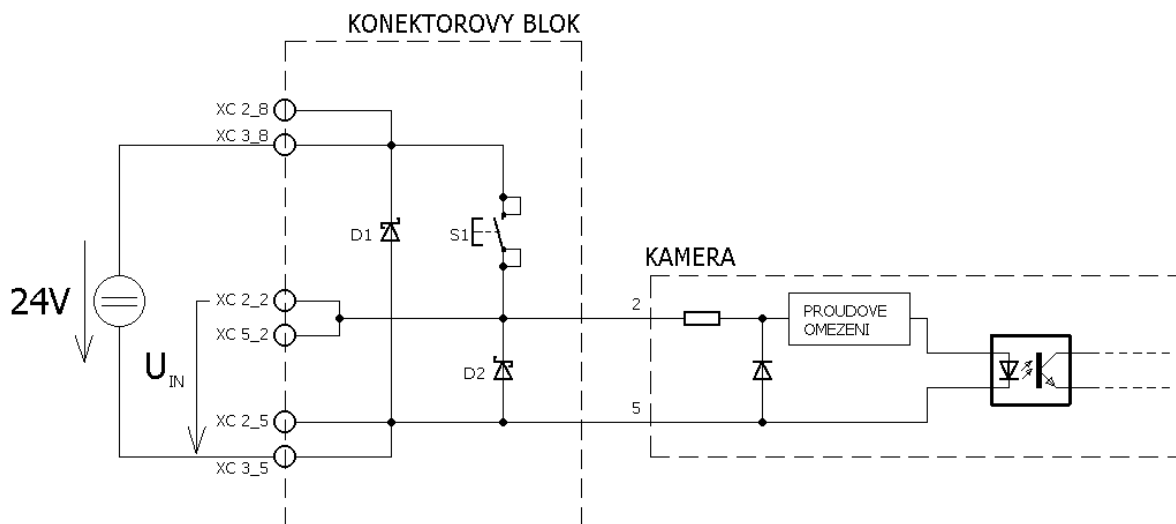 KONEKTOROVY BLOK
XC 2_8
XC 3_8
D1
S1
KAMERA
24V
XC 2_2
2
PROUDOVE
OMEZENI
XC 5_2
U IN
D2
XC 2_5
5
XC 3_5